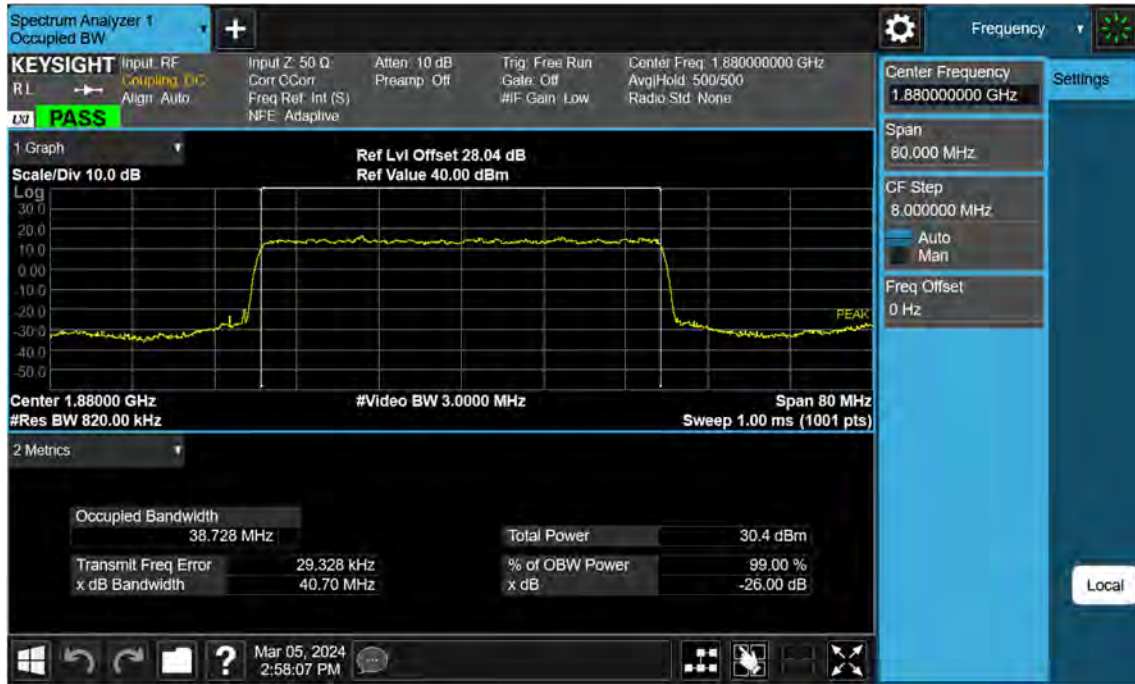 Spectrum Analyzer 1
Occupied BW
+
Frequency
KEYSIGHT
R L
LXI
PASS
Input: RF
Coupling: DC
Align: Auto
Input Z: 50 Ω
Corr CCorr
Freq Ref: Int (S)
NFE: Adaptive
Atten: 10 dB
Preamp: Off
Trig: Free Run
Gate: Off
#IF Gain: Low
Center Freq: 1.880000000 GHz
Avg|Hold: 500/500
Radio Std: None
1 Graph
Scale/Div 10.0 dB
Ref Lvl Offset 28.04 dB
Ref Value 40.00 dBm
Log
30.0
20.0
10.0
0.00
-10.0
-20.0
-30.0
-40.0
-50.0
PEAK
Center 1.88000 GHz
#Res BW 820.00 kHz
#Video BW 3.0000 MHz
Span 80 MHz
Sweep 1.00 ms (1001 pts)
2 Metrics
Occupied Bandwidth
38.728 MHz
Transmit Freq Error 29.328 kHz
x dB Bandwidth 40.70 MHz
Total Power 30.4 dBm
% of OBW Power 99.00 %
x dB -26.00 dB
Center Frequency
1.880000000 GHz
Span
80.000 MHz
CF Step
8.000000 MHz
Auto
Man
Freq Offset
0 Hz
Settings
Local
?
Mar 05, 2024
2:58:07 PM